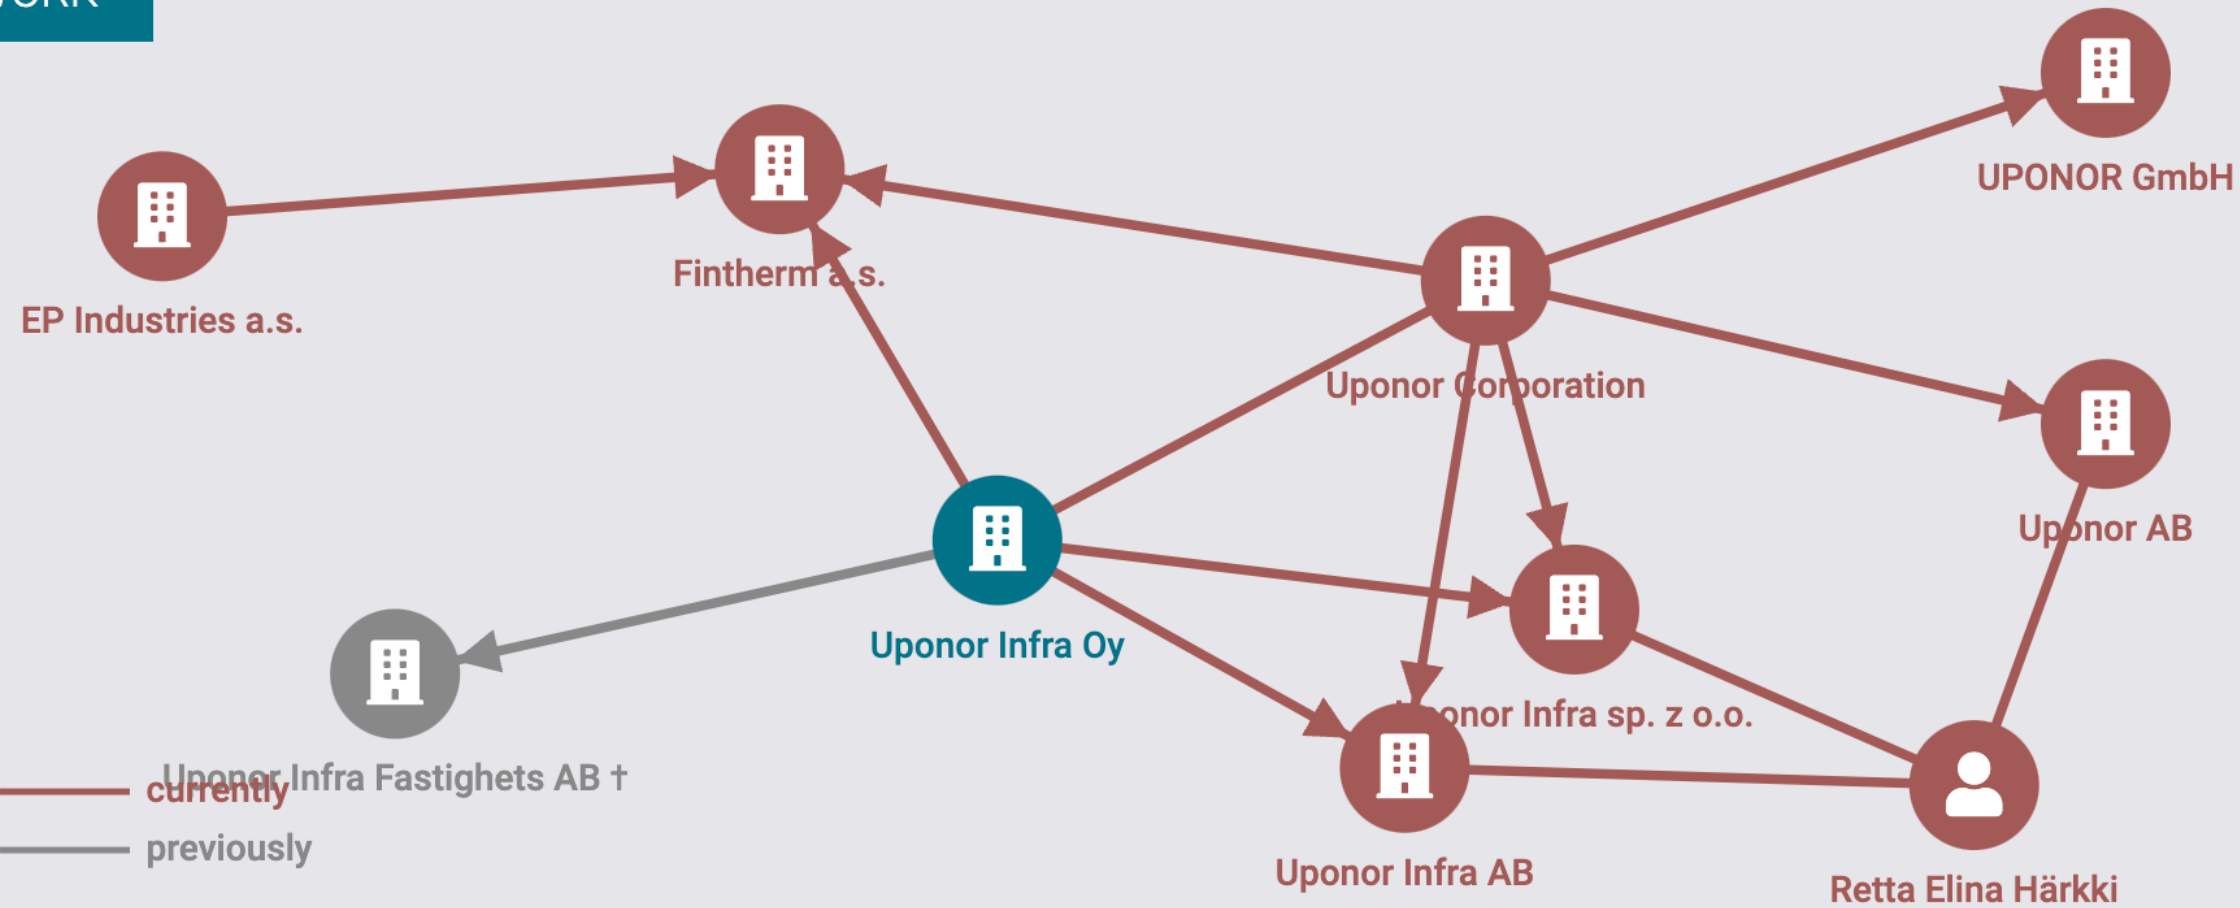 UPONOR GmbH
Fintherm a.s.
EP Industries a.s.
Uponor Corporation
Uponor AB
Uponor Infra Oy
Uponor Infra sp. z o.o.
Uponor Infra Fastighets AB †
currently
previously
Uponor Infra AB
Retta Elina Härkki